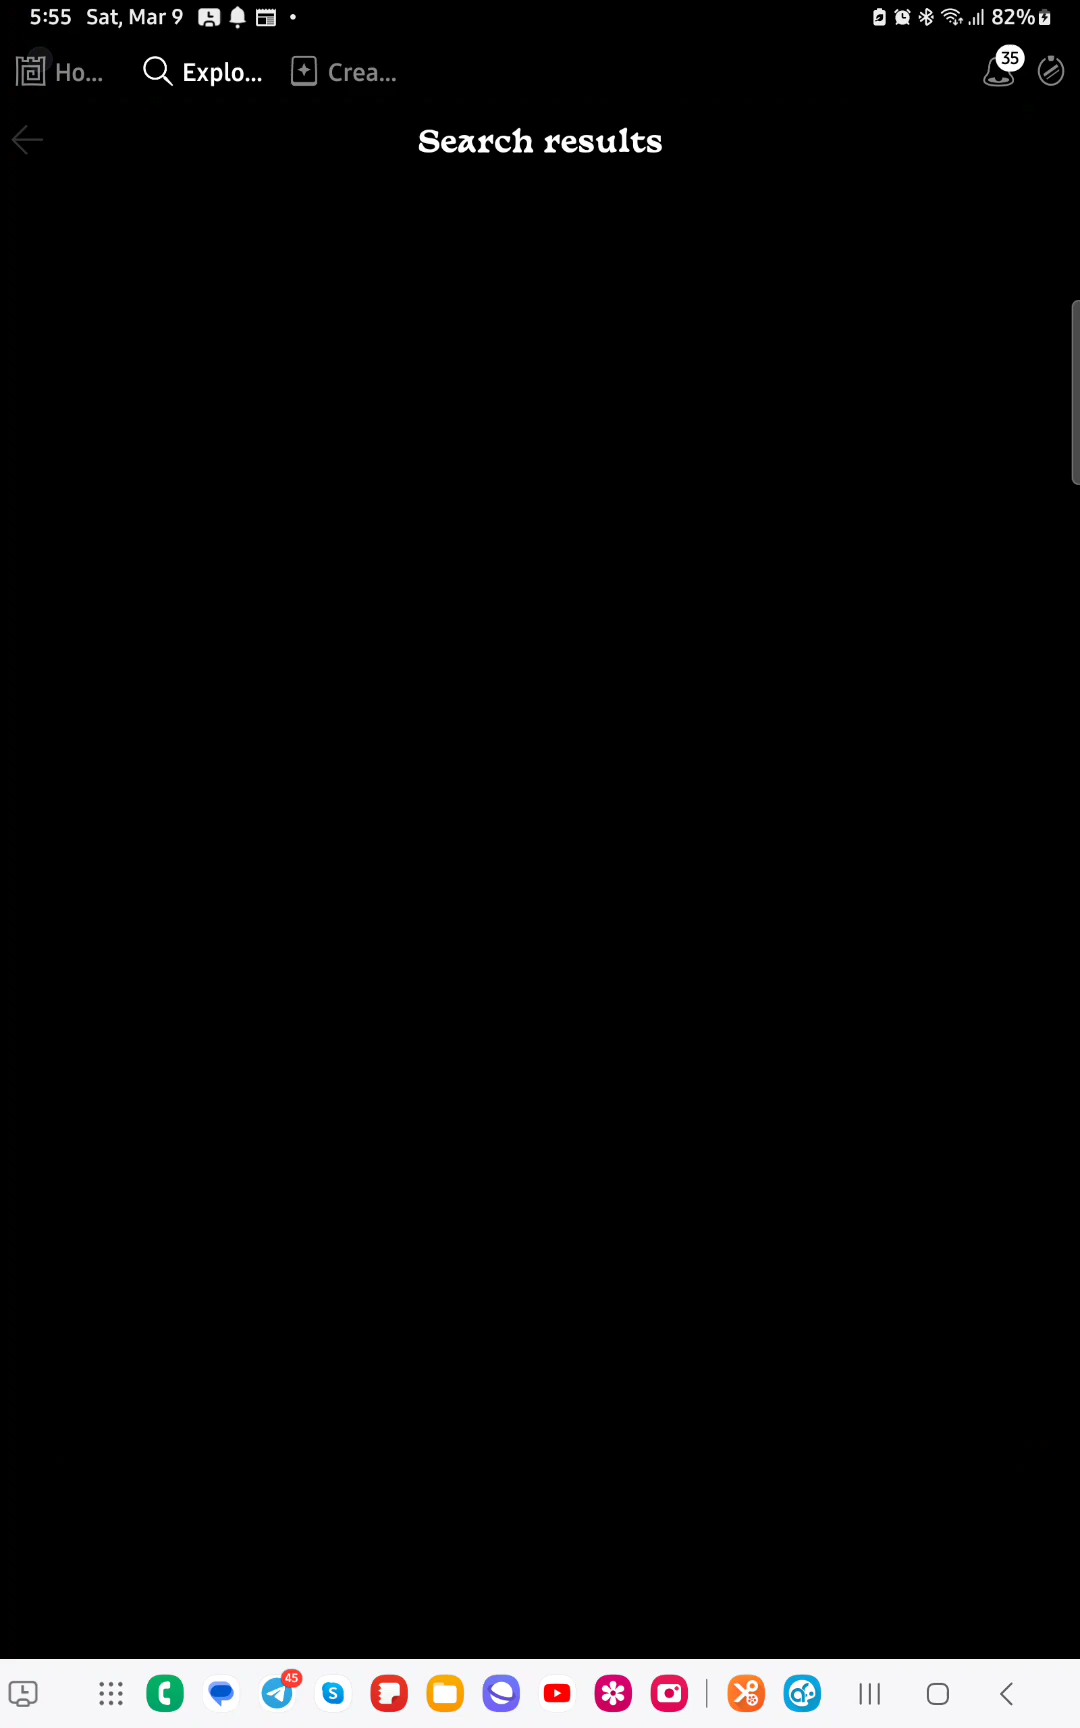 5:55 Sat, Mar 9
82%
Ho...
Explo...
Crea...
35
Search results
45
S